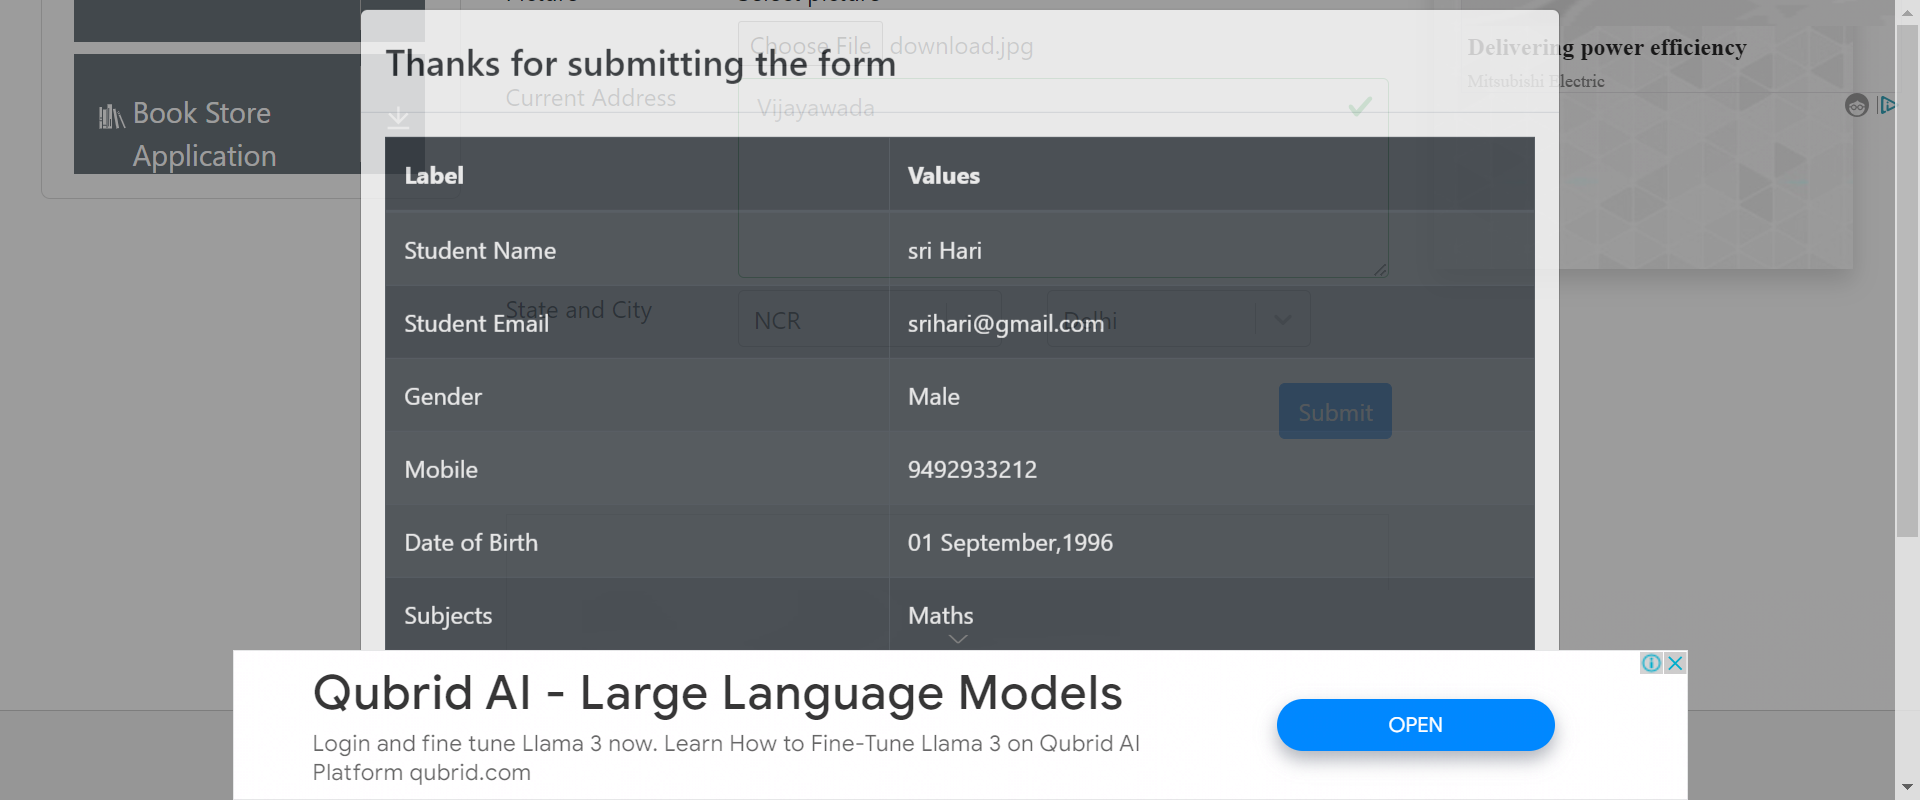 Picture
Select picture
Choose File download.jpg
Thanks for submitting the form
Current Address
Vijayawada
Delivering power efficiency
Mitsubishi Electric
Book Store
Application
Label Values
Student Name sri Hari
State and City NCR Delhi
Student Email srihari@gmail.com
Gender Male
Submit
Mobile 9492933212
Date of Birth 01 September,1996
Subjects Maths
Qubrid AI - Large Language Models
Login and fine tune Llama 3 now. Learn How to Fine-Tune Llama 3 on Qubrid AI
Platform qubrid.com
OPEN